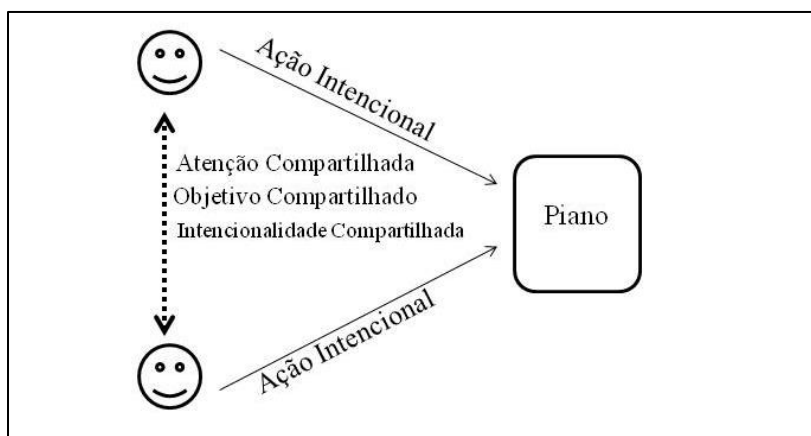 Ação Intencional
Atenção Compartilhada
Objetivo Compartilhado
Intencionalidade Compartilhada
Piano
Ação Intencional